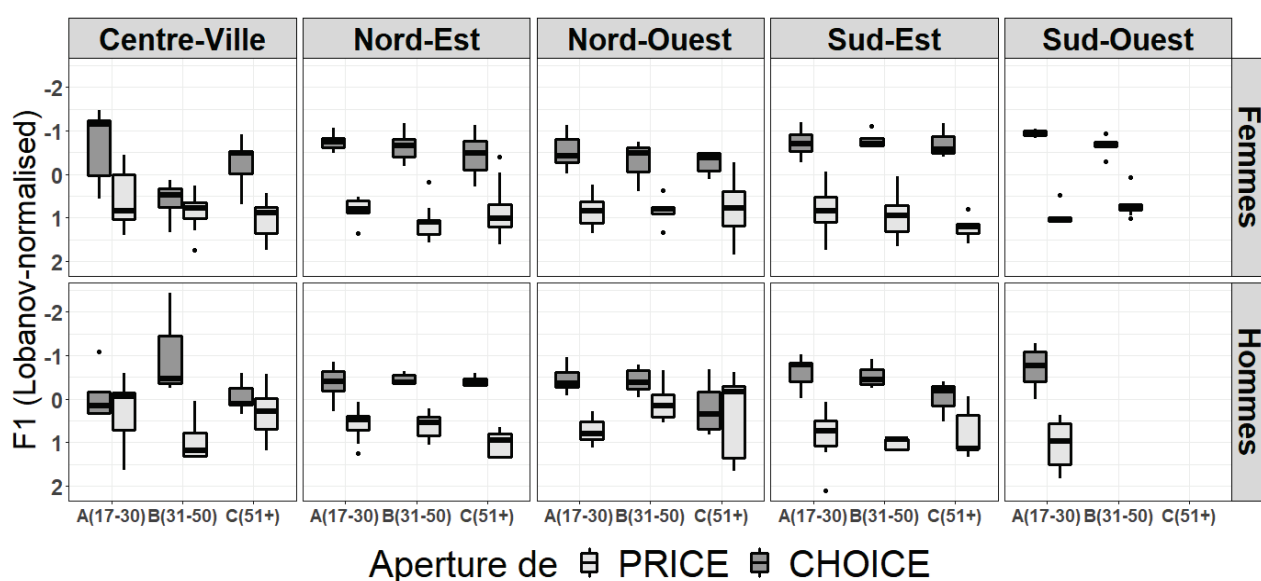 Centre-Ville Nord-Est Nord-Ouest Sud-Est Sud-Ouest
F1 (Lobanov-normalised)
-2
-1
0
1
2
Femmes
-2
-1
0
1
2
Hommes
A(17-30) B(31-50) C(51+) A(17-30) B(31-50) C(51+) A(17-30) B(31-50) C(51+) A(17-30) B(31-50) C(51+) A(17-30) B(31-50) C(51+)
Aperture de PRICE CHOICE